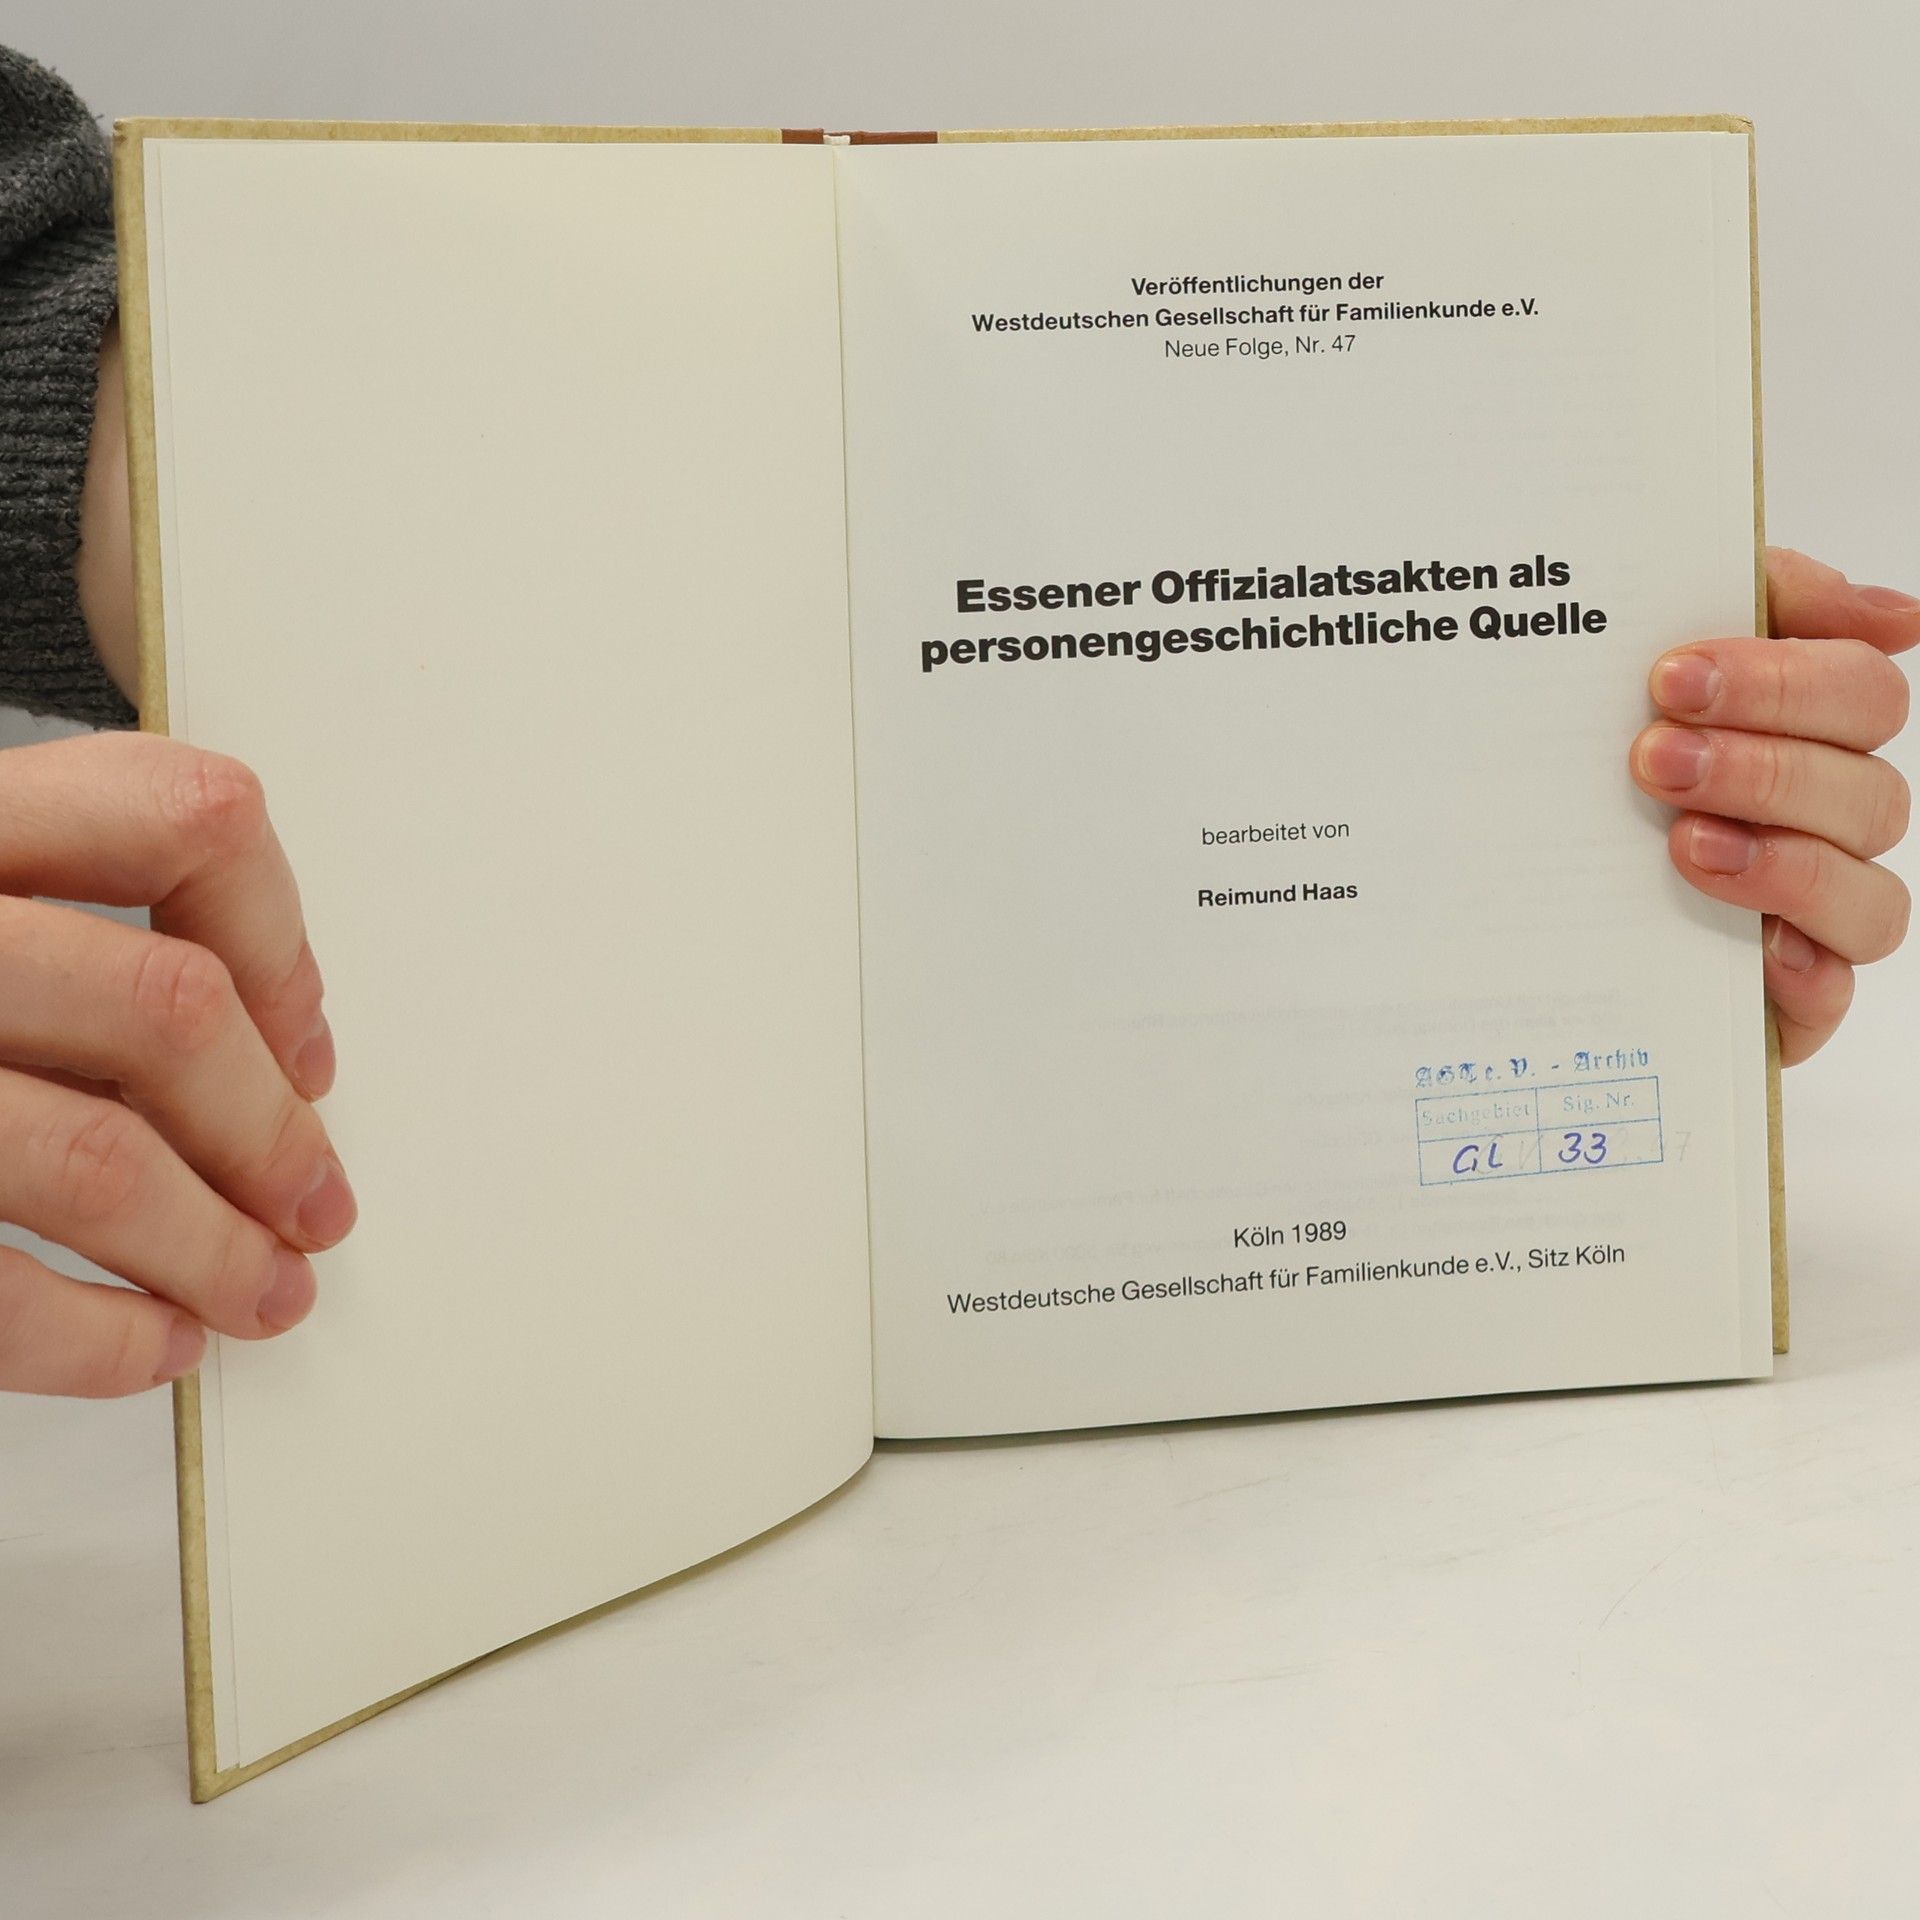 Veröffentlichungen der
Westdeutschen Gesellschaft für Familienkunde e.V.
Neue Folge, Nr. 47
Essener Offizialatsakten als
personengeschichtliche Quelle
bearbeitet von
Reimund Haas
AGT e. V. - Archiv
Sachgebiet Sig. Nr.
GL 33
Köln 1989
Westdeutsche Gesellschaft für Familienkunde e.V., Sitz Köln